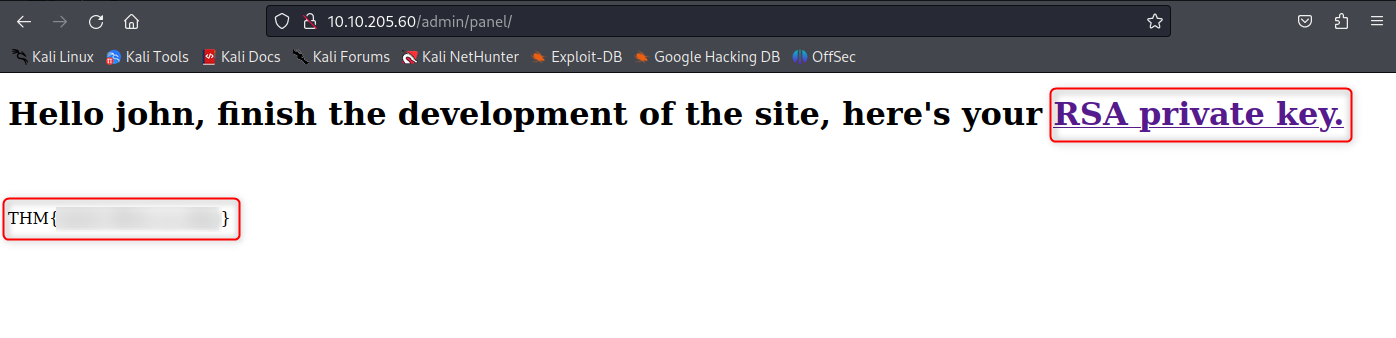 10.10.205.60/admin/panel/
Kali Linux Kali Tools Kali Docs Kali Forums Kali NetHunter Exploit-DB Google Hacking DB OffSec
Hello john, finish the development of the site, here's your RSA private key.
THM{ }